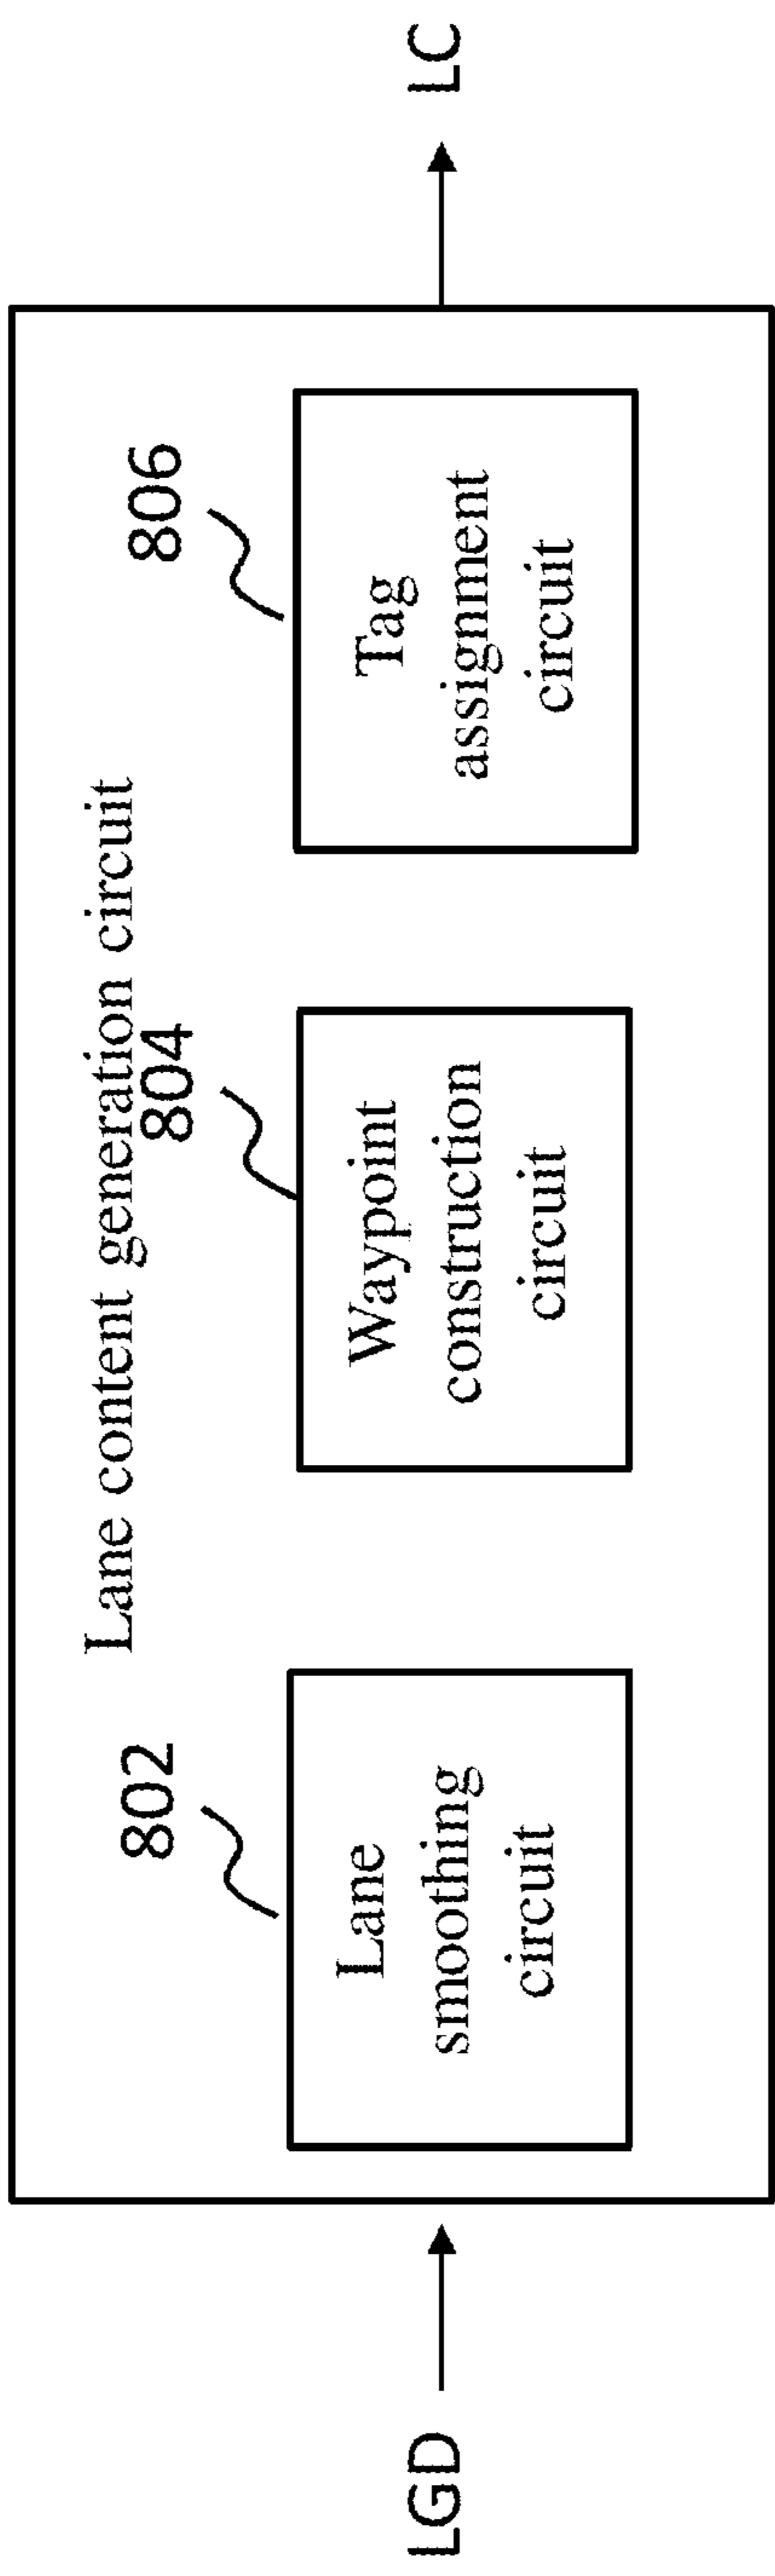 Lane content generation circuit
LGD
802
Lane
smoothing
circuit
804
Waypoint
construction
circuit
806
Tag
assignment
circuit
LC